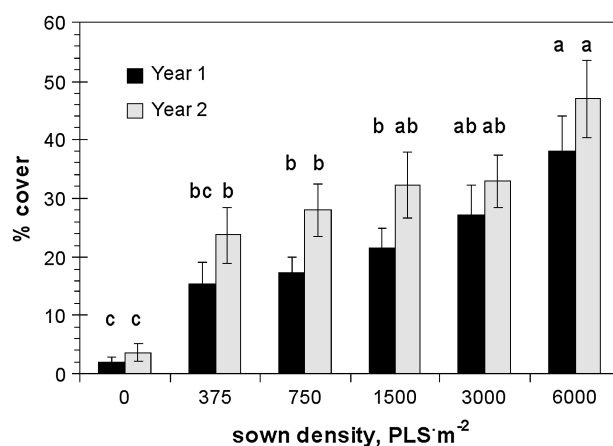 60
50
40
30
20
10
0
% cover
Year 1
Year 2
a a
b ab ab ab
b b
bc b
c c
0 375 750 1500 3000 6000
sown density, PLS·m-2